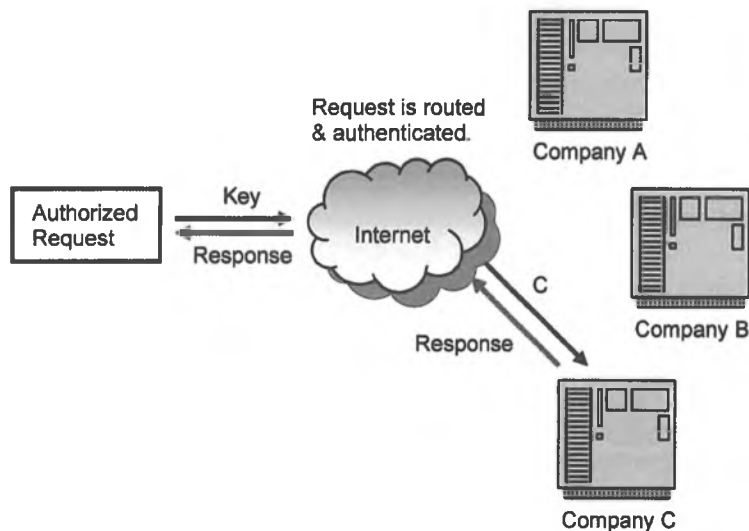 Request is routed
& authenticated.
Company A
Key
Authorized
Request
Response
Internet
C
Company B
Response
Company C